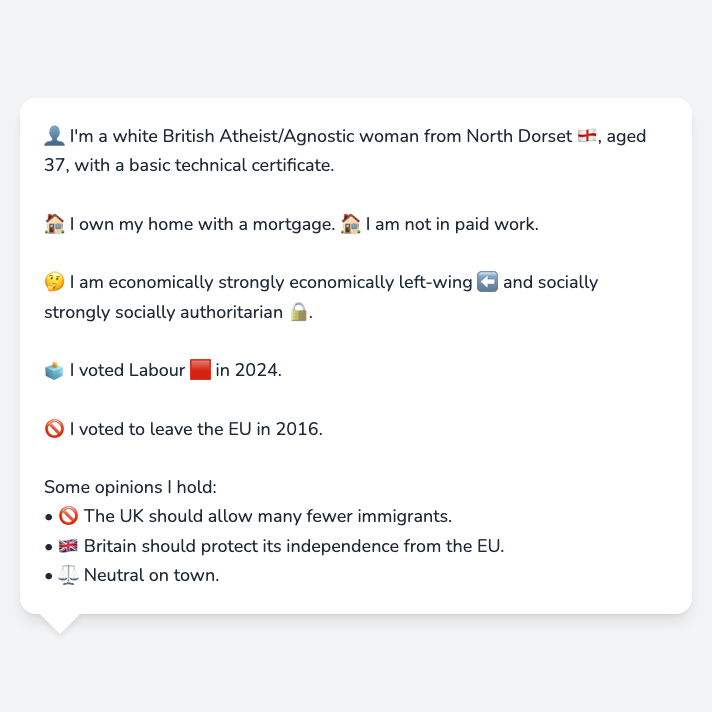 👤 I'm a white British Atheist/Agnostic woman from North Dorset 🏴󠁧󠁢󠁥󠁮󠁧󠁿, aged
37, with a basic technical certificate.
🏠 I own my home with a mortgage. 🏠 I am not in paid work.
🤔 I am economically strongly economically left-wing ⬅️ and socially
strongly socially authoritarian 🔒.
🗳️ I voted Labour 🟥 in 2024.
🚫 I voted to leave the EU in 2016.
Some opinions I hold:
• 🚫 The UK should allow many fewer immigrants.
• 🇬🇧 Britain should protect its independence from the EU.
• ⚖️ Neutral on town.